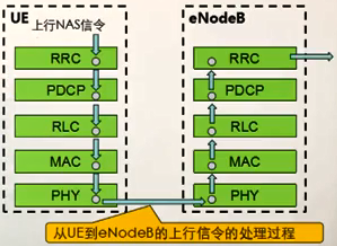 UE
上行NAS信令
RRC
PDCP
RLC
MAC
PHY
eNodeB
RRC
PDCP
RLC
MAC
PHY
从UE到eNodeB的上行信令的处理过程